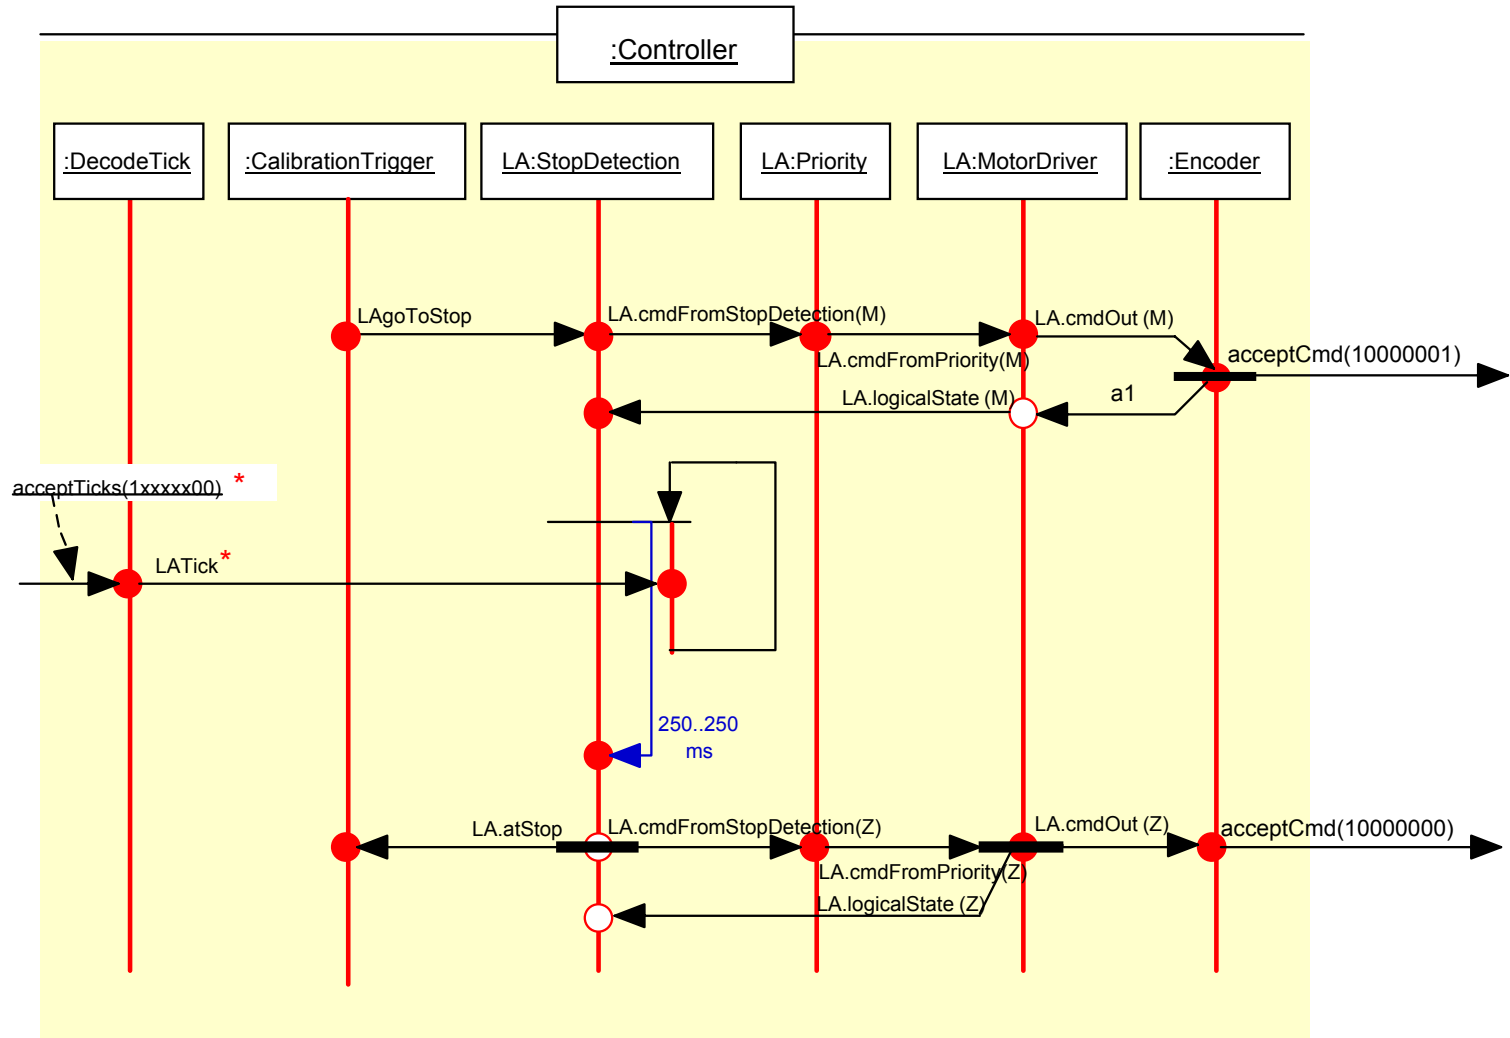 :Controller
:DecodeTick
:CalibrationTrigger
LA:StopDetection
LA:Priority
LA:MotorDriver
:Encoder
LAgoToStop
LA.cmdFromStopDetection(M)
LA.cmdOut (M)
LA.cmdFromPriority(M)
acceptCmd(10000001)
LA.logicalState (M)
a1
acceptTicks(1xxxxx00) *
LATick*
250..250
ms
LA.atStop
LA.cmdFromStopDetection(Z)
LA.cmdOut (Z)
acceptCmd(10000000)
LA.cmdFromPriority(Z)
LA.logicalState (Z)